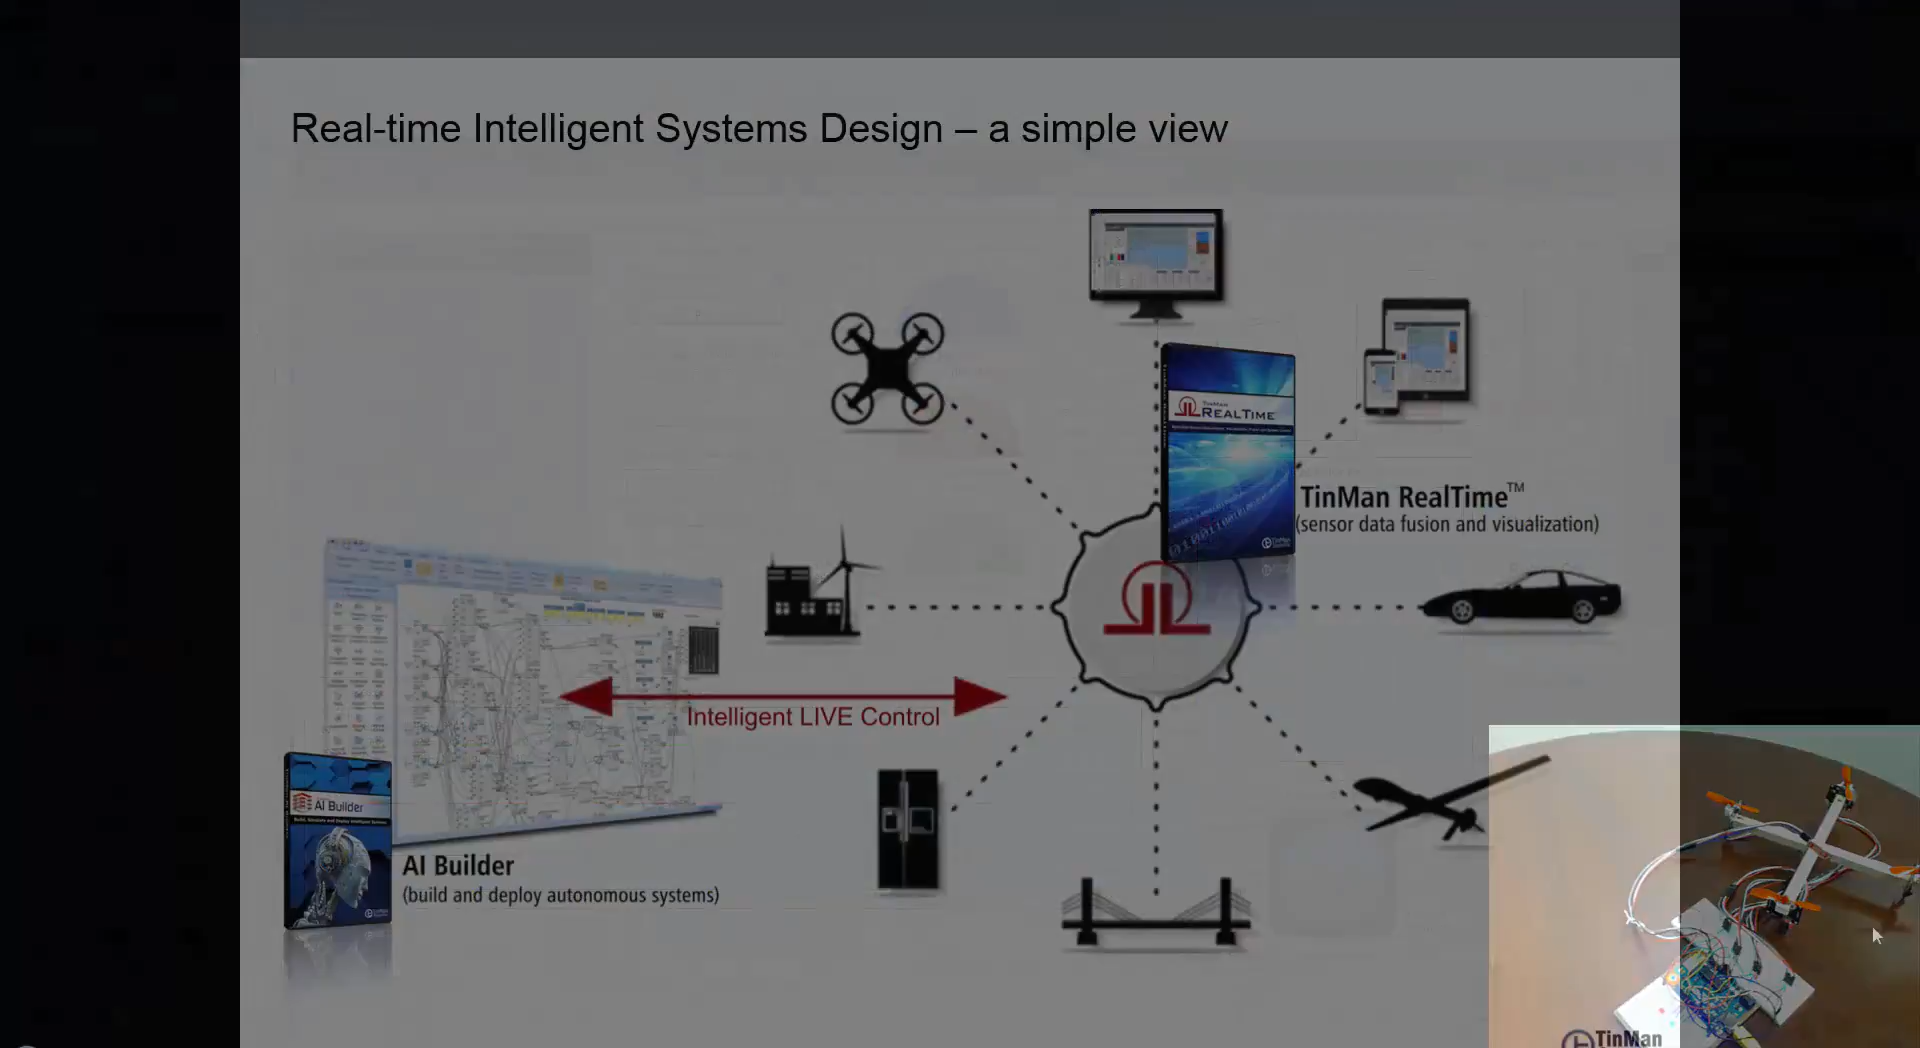 Real-time Intelligent Systems Design – a simple view
TinMan
REALTIME
TinMan RealTime™
(sensor data fusion and visualization)
Intelligent LIVE Control
AI Builder
AI Builder
(build and deploy autonomous systems)
TinMan